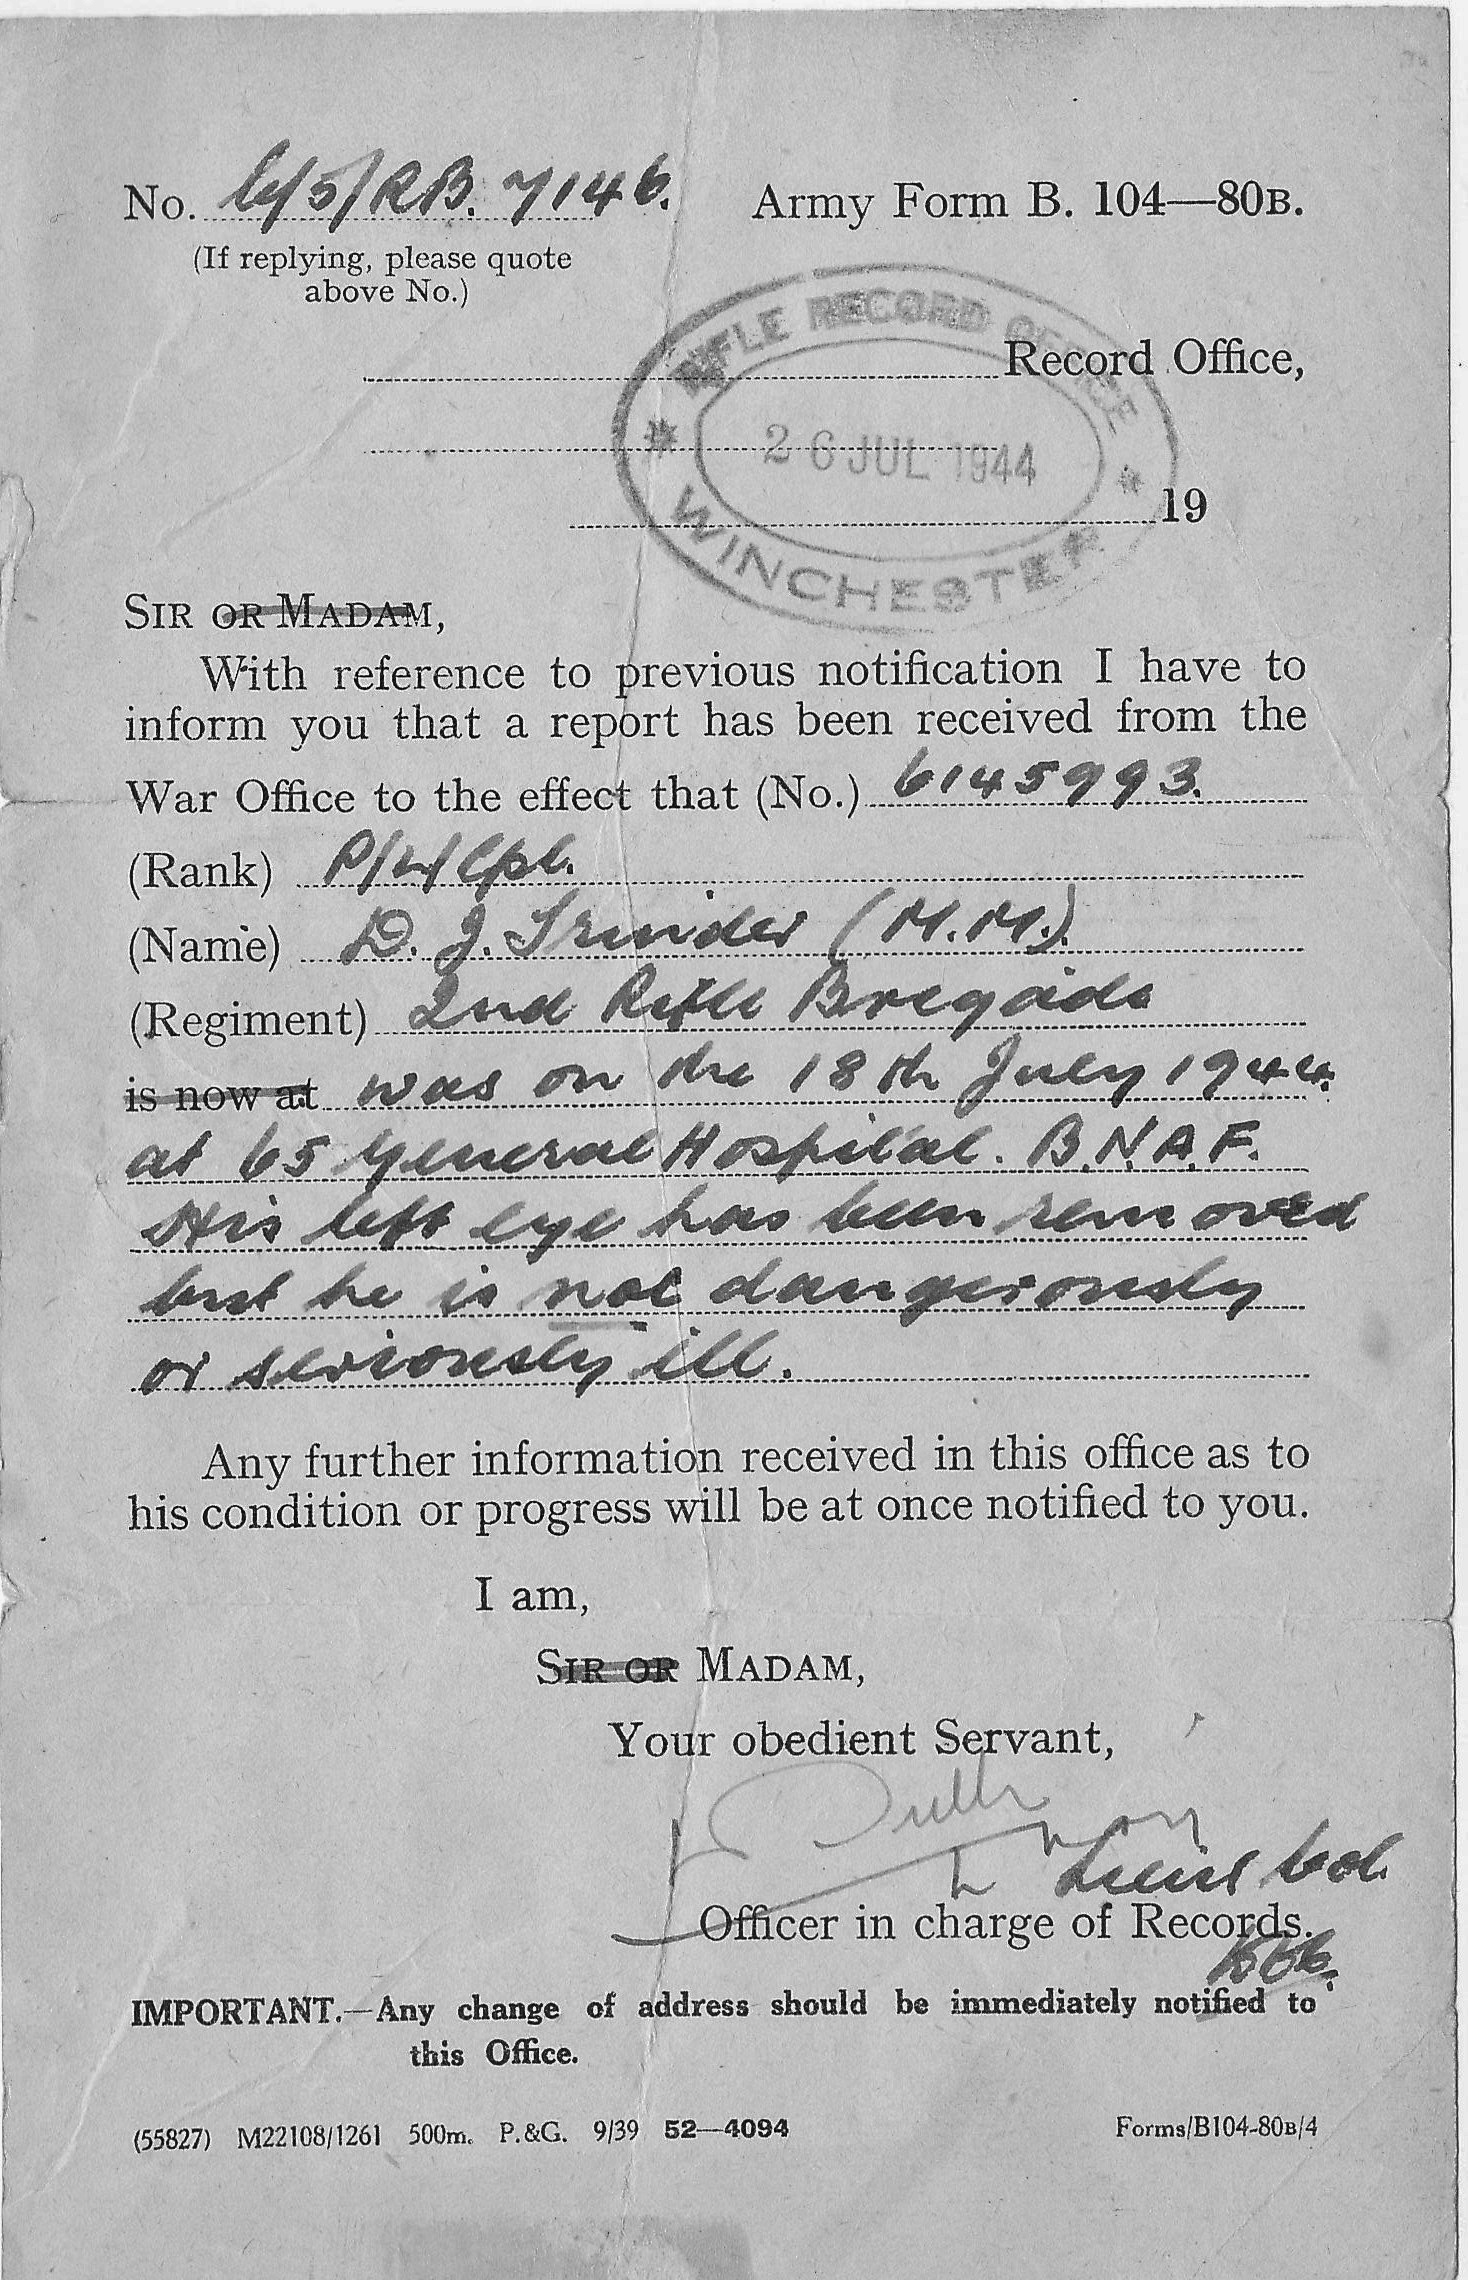 No. C/5/RB. 7146. Army Form B. 104—80B.
(If replying, please quote
above No.)
RIFLE RECORD OFFICE
Record Office,
26 JUL 1944
19
WINCHESTER
SIR OR MADAM,
With reference to previous notification I have to
inform you that a report has been received from the
War Office to the effect that (No.) 6145993.
(Rank) P/L/Cpl.
(Name) D. J. Trinder (M.M.)
(Regiment) 2nd Rifle Brigade
is now at was on the 18th July 1944.
at 65 General Hospital. B.N.A.F.
His left eye has been removed
but he is not dangerously
or seriously ill.
Any further information received in this office as to
his condition or progress will be at once notified to you.
I am,
SIR OR MADAM,
Your obedient Servant,
Lieut Col.
Officer in charge of Records.
IMPORTANT.—Any change of address should be immediately notified to
this Office.
(55827) M22108/1261 500m. P.&G. 9/39 52—4094 Forms/B104-80B/4